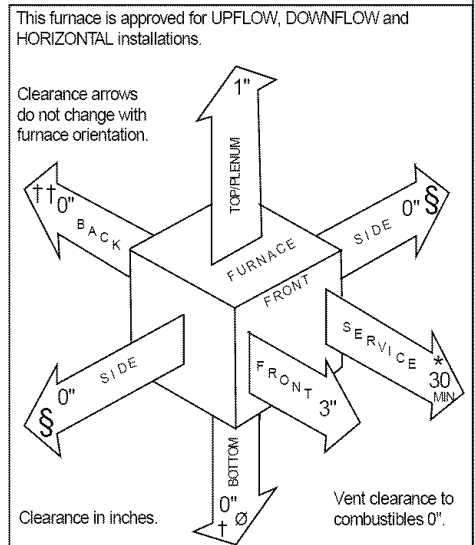 This furnace is approved for UPFLOW, DOWNFLOW and
HORIZONTAL installations.
Clearance arrows
do not change with
furnace orientation.
1"
TOP/PLENUM
††0"
BACK
0" §
SIDE
FURNACE
FRONT
SERVICE
*
30
MIN
0"
SIDE
§
FRONT
3"
BOTTOM
0"
† Ø
Clearance in inches.
Vent clearance to
combustibles 0".